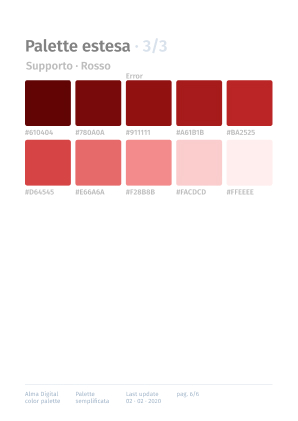 Palette estesa · 3/3
Supporto · Rosso
Error
#610404 #780A0A #911111 #A61B1B #BA2525
#D64545 #E66A6A #F28B8B #FACDCD #FFEEEE
Alma Digital color palette
Palette semplificata
Last update 02 · 02 · 2020
pag. 6/6